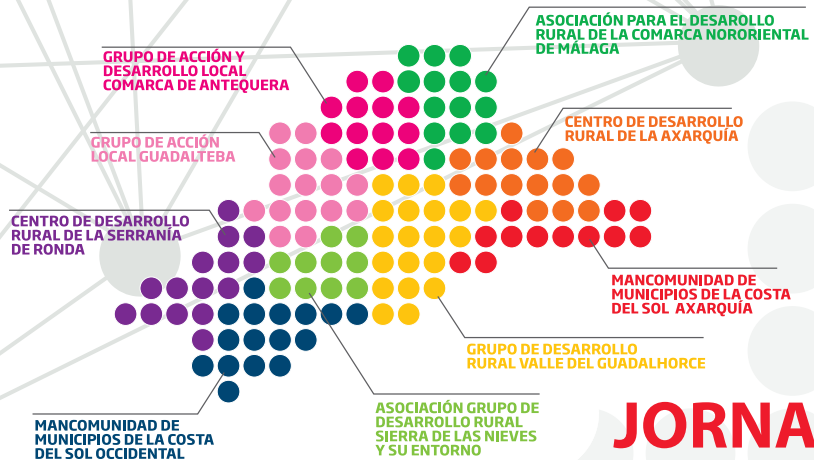 ASOCIACIÓN PARA EL DESAROLLO
RURAL DE LA COMARCA NORORIENTAL
DE MÁLAGA
GRUPO DE ACCIÓN Y
DESARROLLO LOCAL
COMARCA DE ANTEQUERA
CENTRO DE DESARROLLO
RURAL DE LA AXARQUÍA
GRUPO DE ACCIÓN
LOCAL GUADALTEBA
CENTRO DE DESARROLLO
RURAL DE LA SERRANÍA
DE RONDA
MANCOMUNIDAD DE
MUNICIPIOS DE LA COSTA
DEL SOL AXARQUÍA
GRUPO DE DESARROLLO
RURAL VALLE DEL GUADALHORCE
ASOCIACIÓN GRUPO DE
DESARROLLO RURAL
SIERRA DE LAS NIEVES
Y SU ENTORNO
MANCOMUNIDAD DE
MUNICIPIOS DE LA COSTA
DEL SOL OCCIDENTAL
JORNA